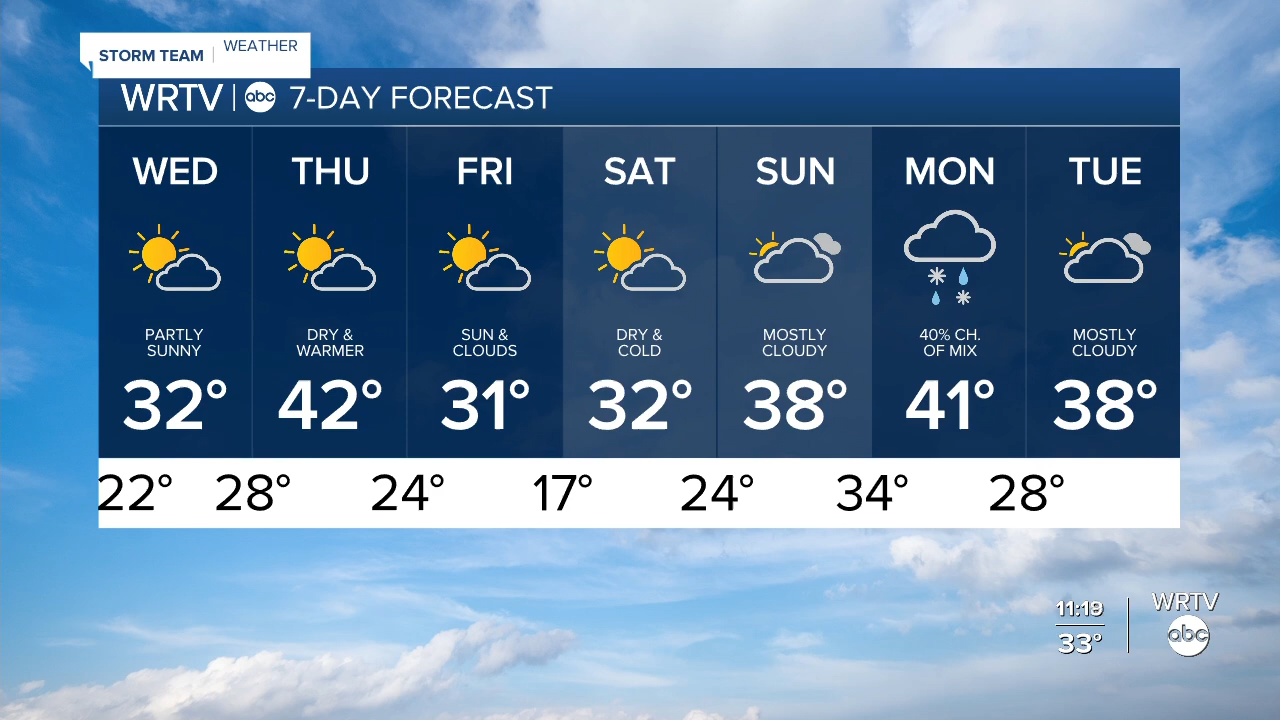 STORM TEAM | WEATHER
WRTV | abc 7-DAY FORECAST
WED THU FRI SAT SUN MON TUE
PARTLY SUNNY
DRY & WARMER
SUN & CLOUDS
DRY & COLD
MOSTLY CLOUDY
40% CH. OF MIX
MOSTLY CLOUDY
32° 42° 31° 32° 38° 41° 38°
22° 28° 24° 17° 24° 34° 28°
11:19
33°
WRTV
abc